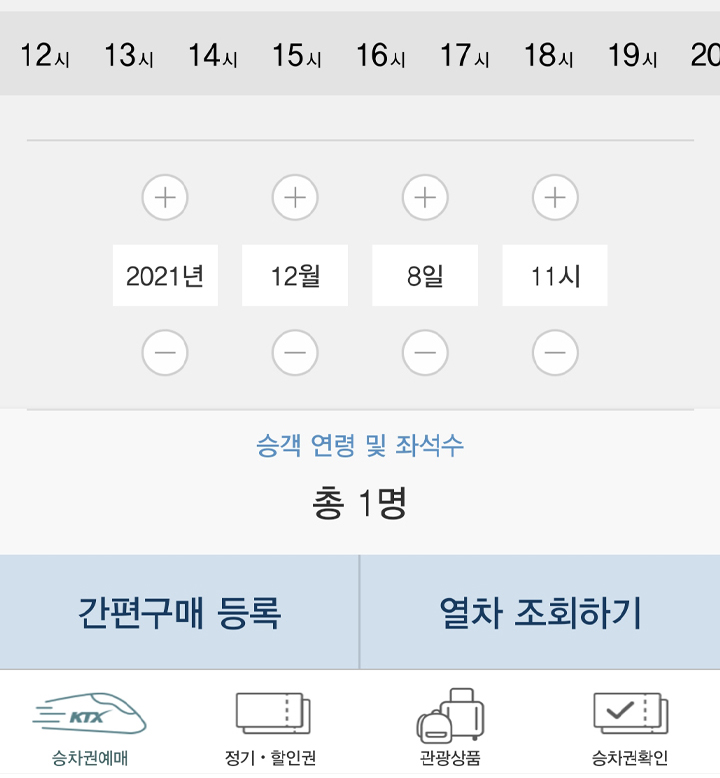 12시 13시 14시 15시 16시 17시 18시 19시 20
2021년 12월 8일 11시
승객 연령 및 좌석수
총 1명
간편구매 등록 열차 조회하기
KTX
승차권예매 정기·할인권 관광상품 승차권확인